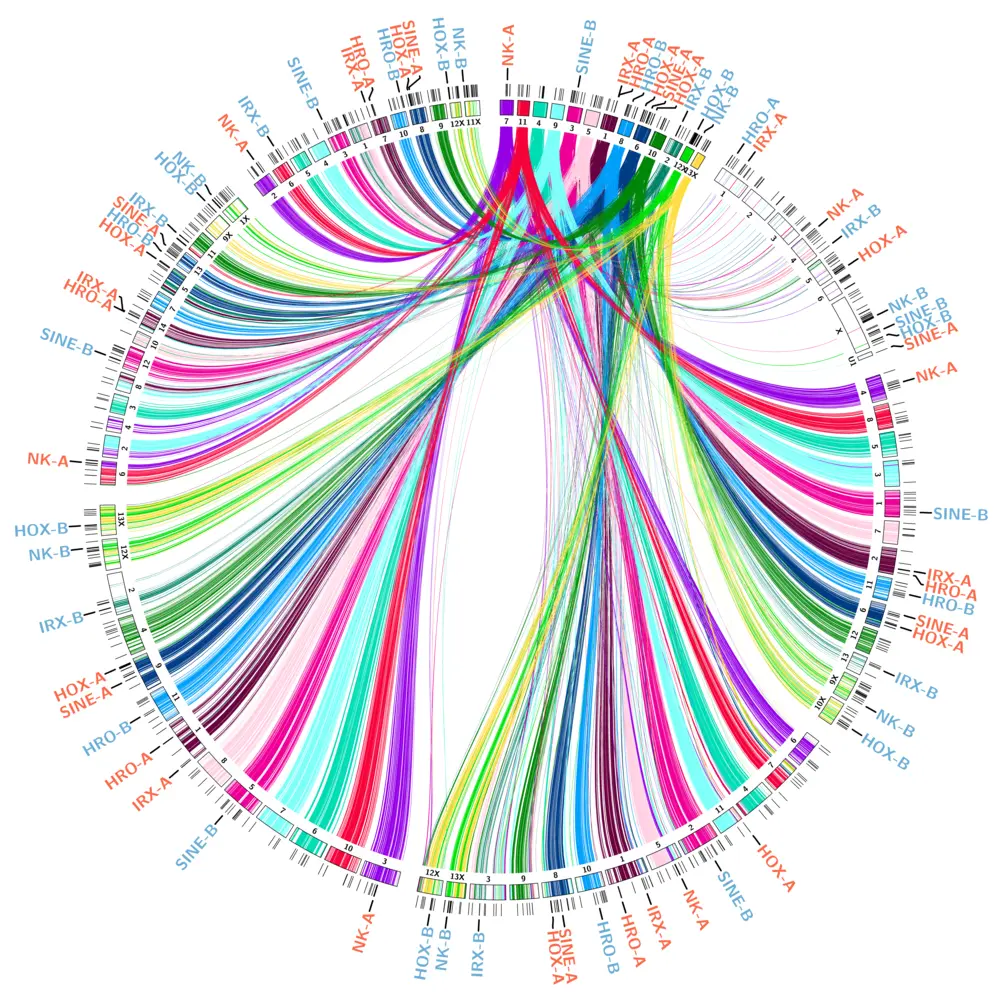 NK-A
SINE-B
IRX-A
HRO-A
HRO-B
HOX-A
SINE-A
HOX-A
IRX-B
HOX-B
NK-B
7
11
4
9
3
5
1
8
6
10
2
12X
13X
HRO-A
IRX-A
NK-A
IRX-B
HOX-A
NK-B
SINE-B
HOX-B
SINE-A
1
2
3
4
5
6
X
U1
NK-A
SINE-B
IRX-A
HRO-A
HRO-B
SINE-A
HOX-A
IRX-B
NK-B
HOX-B
4
8
5
3
1
7
2
11
6
12
13
9X
10X
HOX-A
SINE-B
NK-A
IRX-A
HRO-A
HRO-B
SINE-A
HOX-A
IRX-B
NK-B
HOX-B
6
7
4
11
2
5
1
10
8
9
3
13X
12X
NK-A
SINE-B
IRX-A
HRO-A
HRO-B
SINE-A
HOX-A
IRX-B
NK-B
HOX-B
3
10
6
7
5
8
1
11
9
4
2
12X
13X
NK-A
SINE-B
HRO-A
IRX-A
HOX-A
HRO-B
SINE-A
IRX-B
HOX-B
NK-B
6
2
4
3
8
12
10
14
7
5
13
11
9X
1X
NK-A
IRX-B
SINE-B
IRX-A
HRO-A
HRO-B
HOX-A
SINE-A
HOX-B
NK-B
2
6
5
4
3
1
7
10
8
9
12X
11X